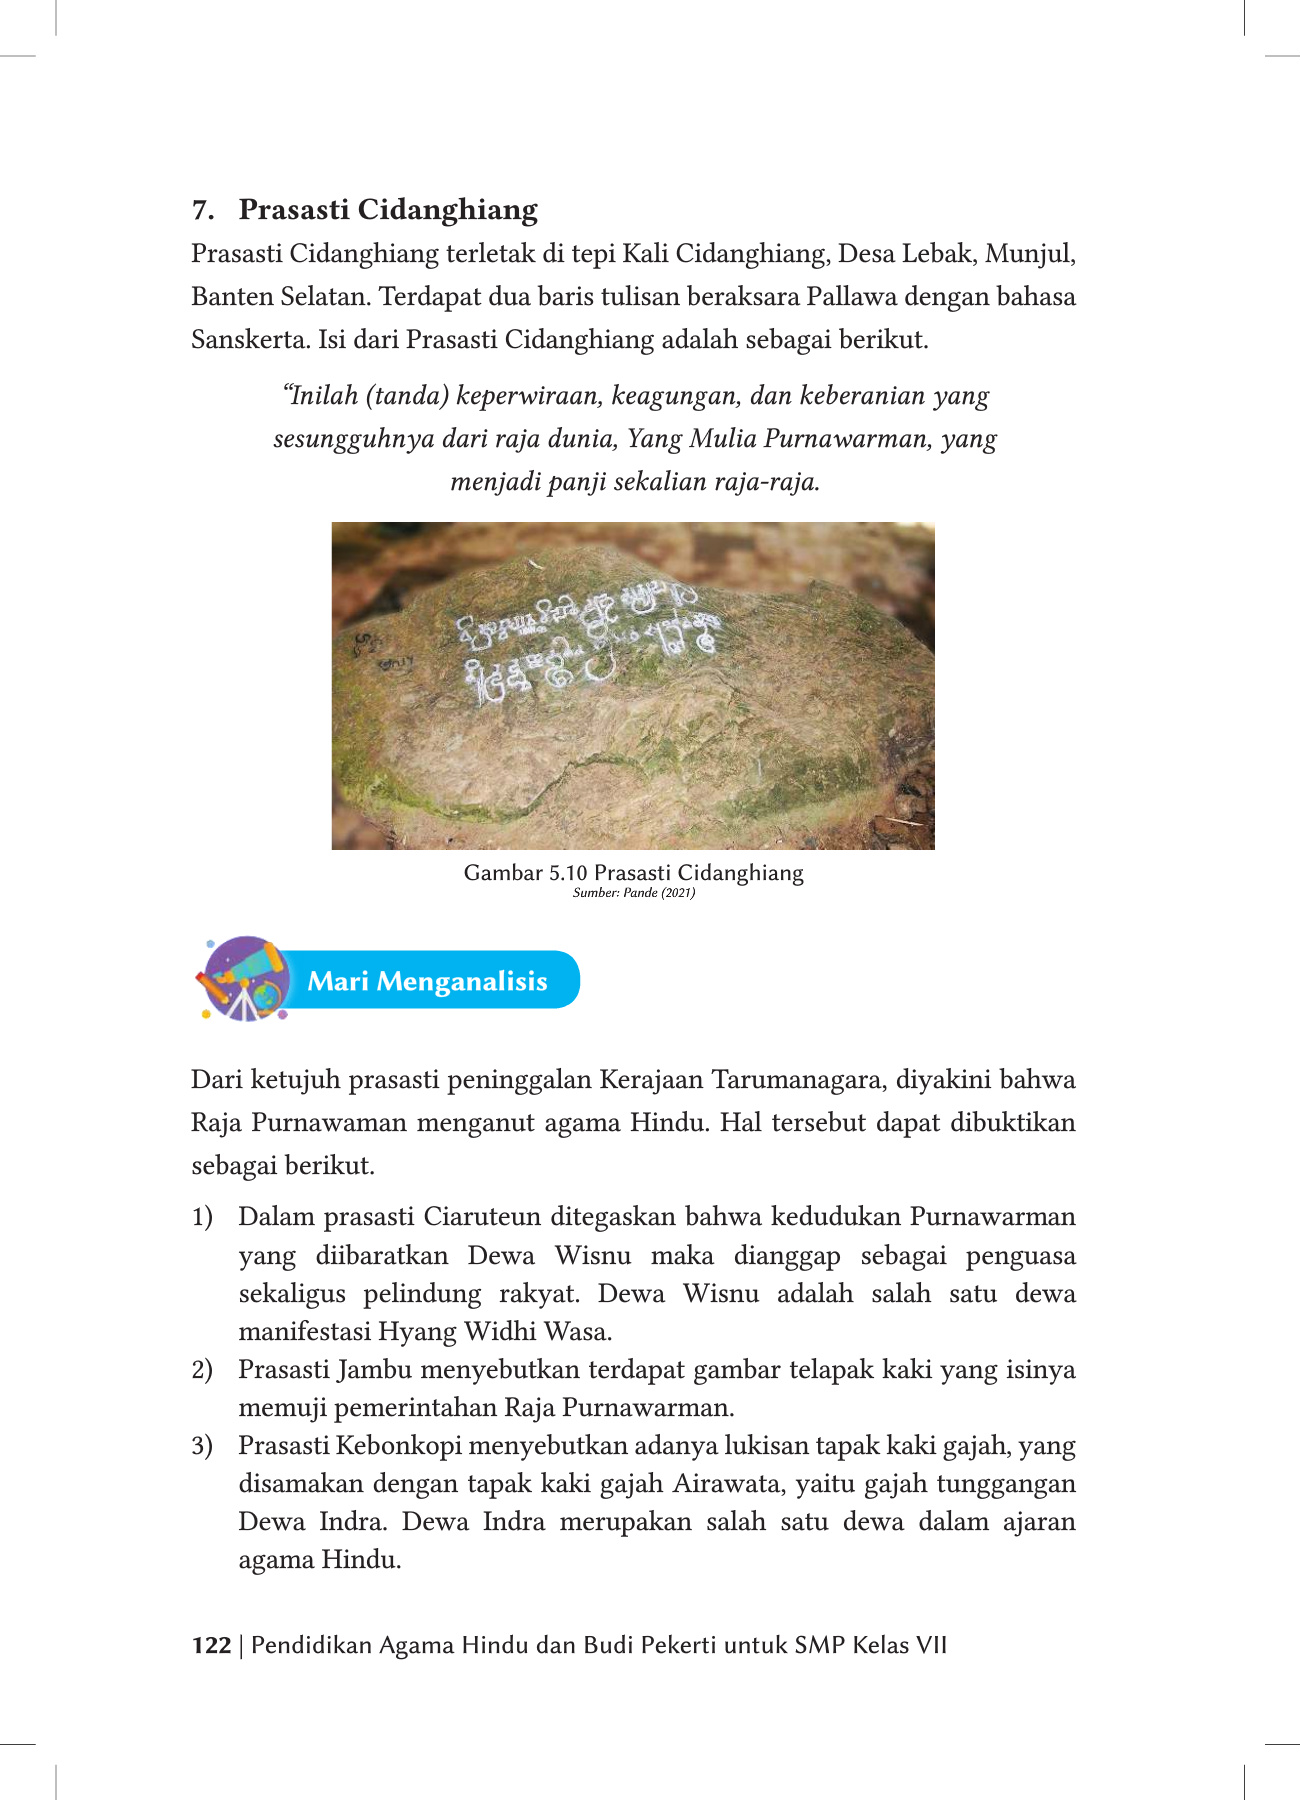 7. Prasasti Cidanghiang
Prasasti Cidanghiang terletak di tepi Kali Cidanghiang, Desa Lebak, Munjul,
Banten Selatan. Terdapat dua baris tulisan beraksara Pallawa dengan bahasa
Sanskerta. Isi dari Prasasti Cidanghiang adalah sebagai berikut.
“Inilah (tanda) keperwiraan, keagungan, dan keberanian yang
sesungguhnya dari raja dunia, Yang Mulia Purnawarman, yang
menjadi panji sekalian raja-raja.
Gambar 5.10 Prasasti Cidanghiang
Sumber: Pande (2021)
Mari Menganalisis
Dari ketujuh prasasti peninggalan Kerajaan Tarumanagara, diyakini bahwa
Raja Purnawaman menganut agama Hindu. Hal tersebut dapat dibuktikan
sebagai berikut.
1) Dalam prasasti Ciaruteun ditegaskan bahwa kedudukan Purnawarman
yang diibaratkan Dewa Wisnu maka dianggap sebagai penguasa
sekaligus pelindung rakyat. Dewa Wisnu adalah salah satu dewa
manifestasi Hyang Widhi Wasa.
2) Prasasti Jambu menyebutkan terdapat gambar telapak kaki yang isinya
memuji pemerintahan Raja Purnawarman.
3) Prasasti Kebonkopi menyebutkan adanya lukisan tapak kaki gajah, yang
disamakan dengan tapak kaki gajah Airawata, yaitu gajah tunggangan
Dewa Indra. Dewa Indra merupakan salah satu dewa dalam ajaran
agama Hindu.
122 | Pendidikan Agama Hindu dan Budi Pekerti untuk SMP Kelas VII